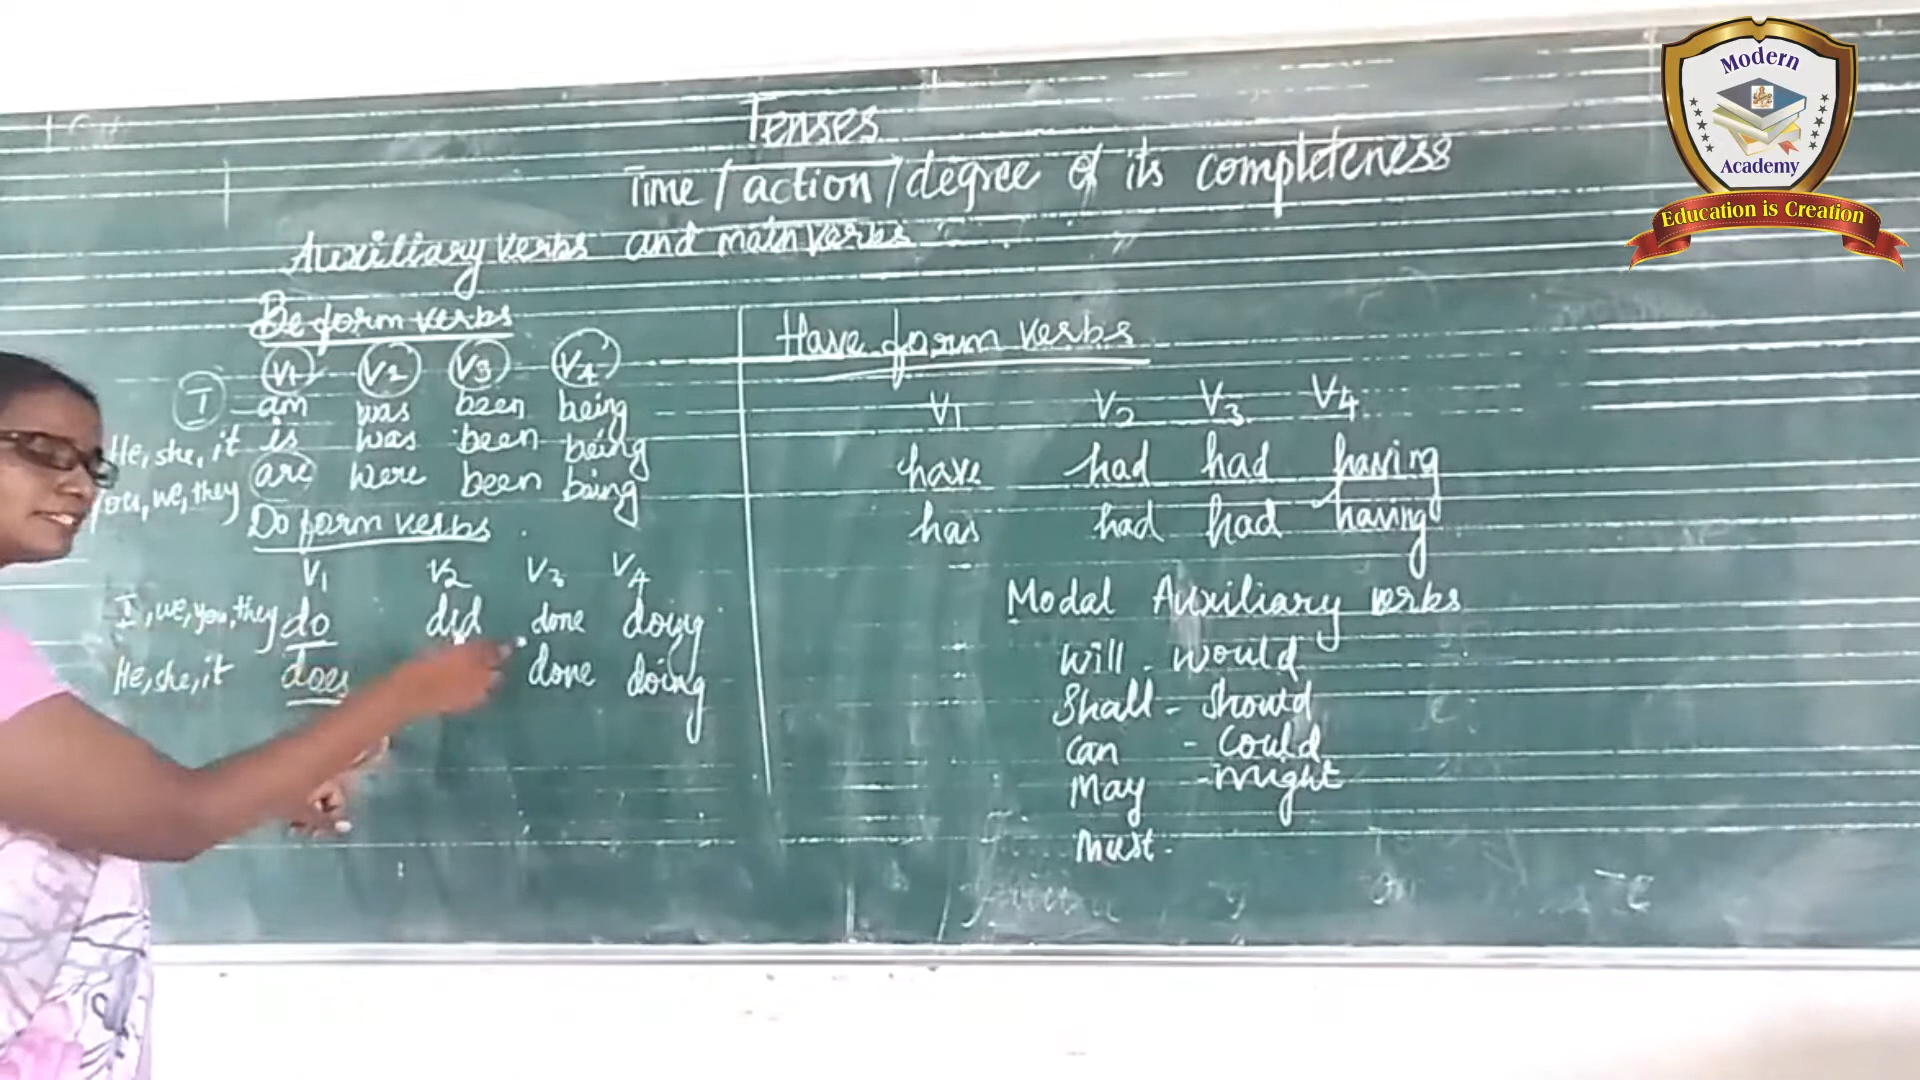 Tenses
Time / action / degree of its completeness
Auxiliary verbs and main verbs
Be form verbs
V1 V2 V3 V4
I am was been being
He, she, it is was been being
you, we, they are were been being
Do form verbs
V1 V2 V3 V4
I, we, you, they do did done doing
He, she, it does done doing
Have form verbs
V1 V2 V3 V4
have had had having
has had had having
Modal Auxiliary verbs
Will - would
Shall - should
Can - could
May - might
Must -
Modern
Academy
Education is Creation